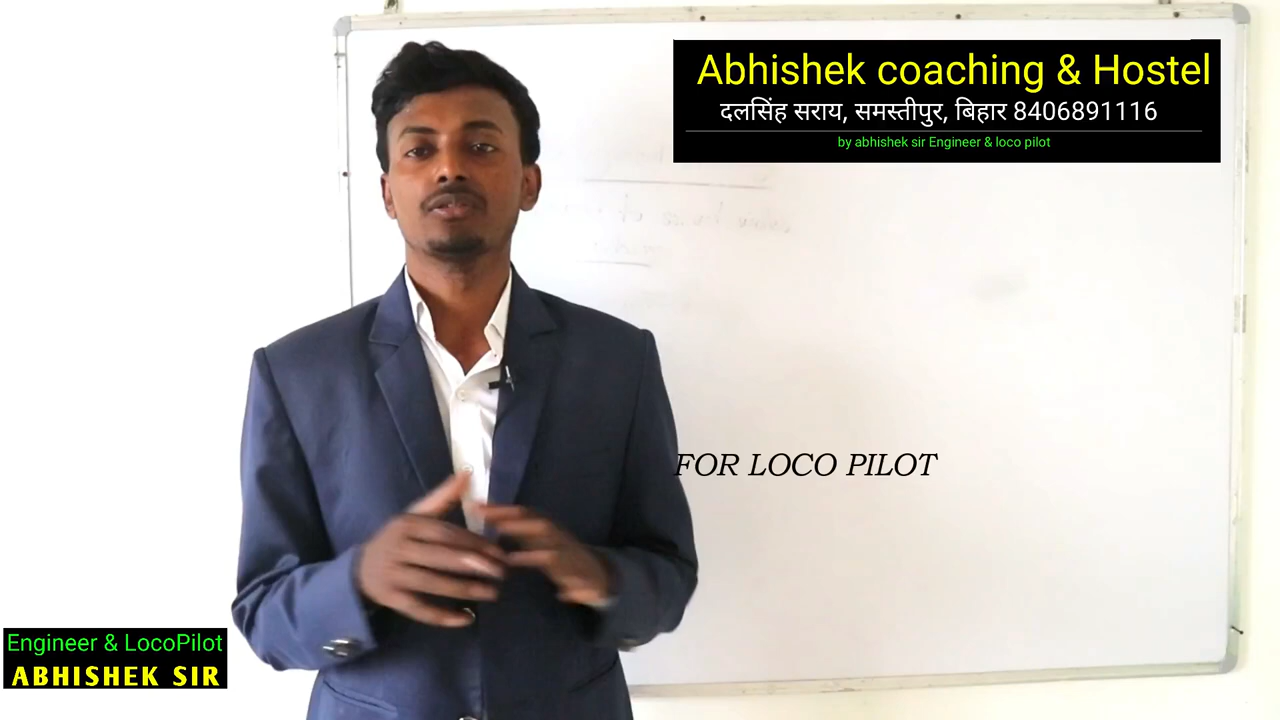 Abhishek coaching & Hostel
दलसिंह सराय, समस्तीपुर, बिहार 8406891116
by abhishek sir Engineer & loco pilot
FOR LOCO PILOT
Engineer & LocoPilot
ABHISHEK SIR